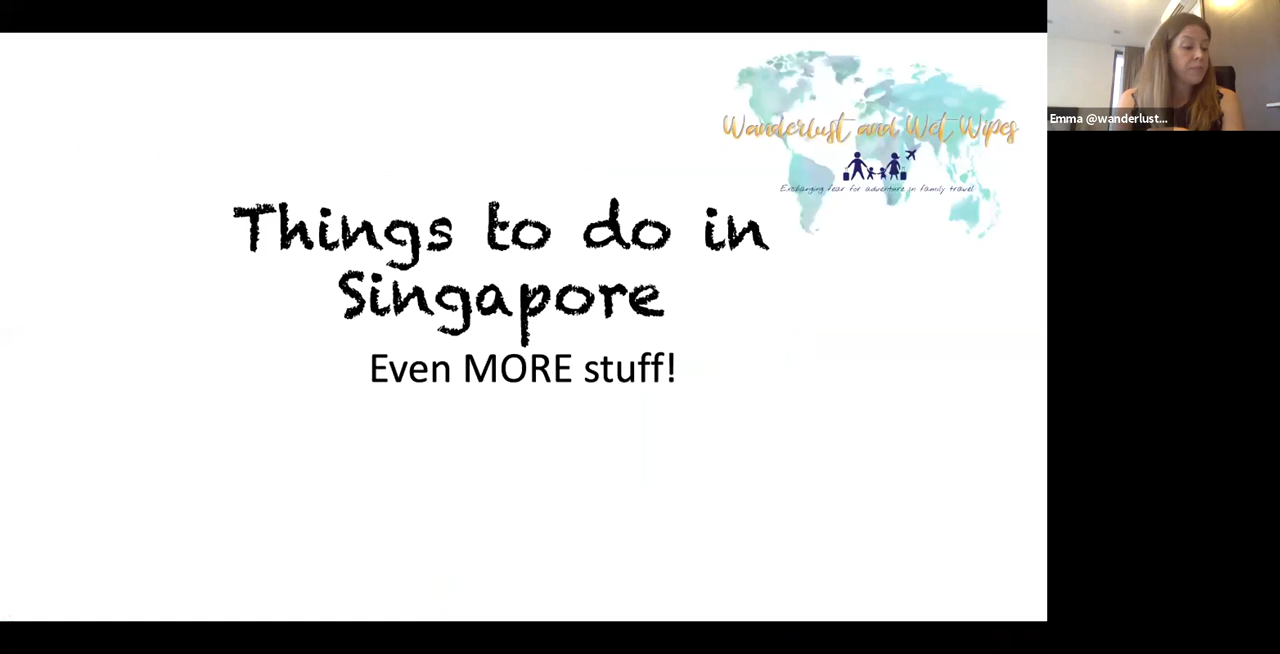 Wanderlust and Wet Wipes
Exchanging fear for adventure in family travel
Things to do in
Singapore
Even MORE stuff!
Emma @wanderlust...